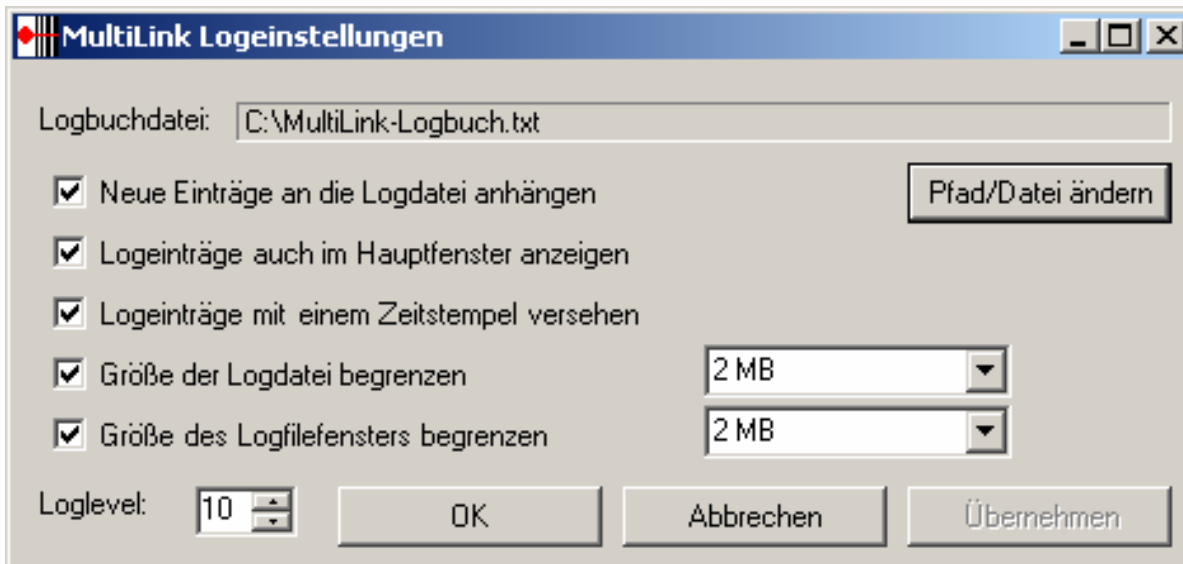 MultiLink Logeinstellungen
Logbuchdatei: C:\MultiLink-Logbuch.txt
Neue Einträge an die Logdatei anhängen Pfad/Datei ändern
Logeinträge auch im Hauptfenster anzeigen
Logeinträge mit einem Zeitstempel versehen
Größe der Logdatei begrenzen 2 MB
Größe des Logfilefensters begrenzen 2 MB
Loglevel: 10 OK Abbrechen Übernehmen